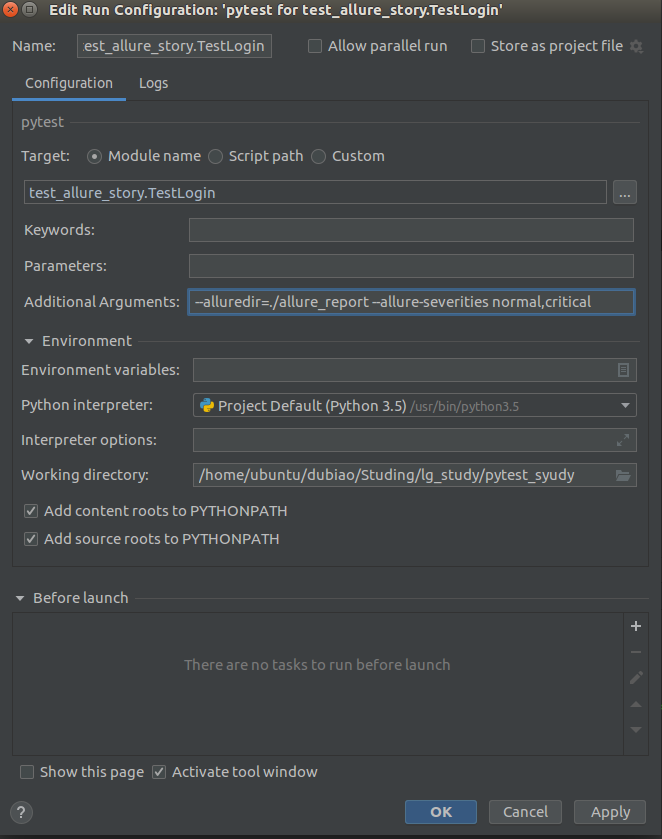 Edit Run Configuration: 'pytest for test_allure_story.TestLogin'
Name: est_allure_story.TestLogin Allow parallel run Store as project file
Configuration Logs
pytest
Target: Module name Script path Custom
test_allure_story.TestLogin ...
Keywords:
Parameters:
Additional Arguments: --alluredir=./allure_report --allure-severities normal,critical
Environment
Environment variables:
Python interpreter: Project Default (Python 3.5) /usr/bin/python3.5
Interpreter options:
Working directory: /home/ubuntu/dubiao/Studing/lg_study/pytest_syudy
Add content roots to PYTHONPATH
Add source roots to PYTHONPATH
Before launch
There are no tasks to run before launch
Show this page Activate tool window
? OK Cancel Apply